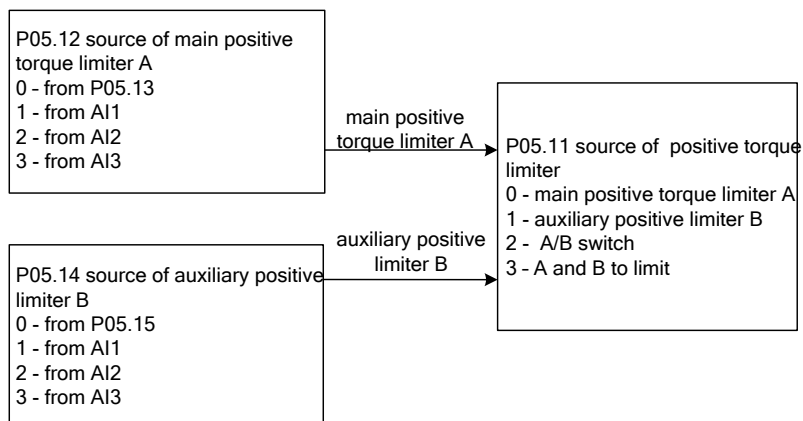 P05.12 source of main positive
torque limiter A
0 - from P05.13
1 - from AI1
2 - from AI2
3 - from AI3
main positive
torque limiter A
P05.14 source of auxiliary positive
limiter B
0 - from P05.15
1 - from AI1
2 - from AI2
3 - from AI3
auxiliary positive
limiter B
P05.11 source of  positive torque
limiter
0 - main positive torque limiter A
1 - auxiliary positive limiter B
2 -  A/B switch
3 - A and B to limit